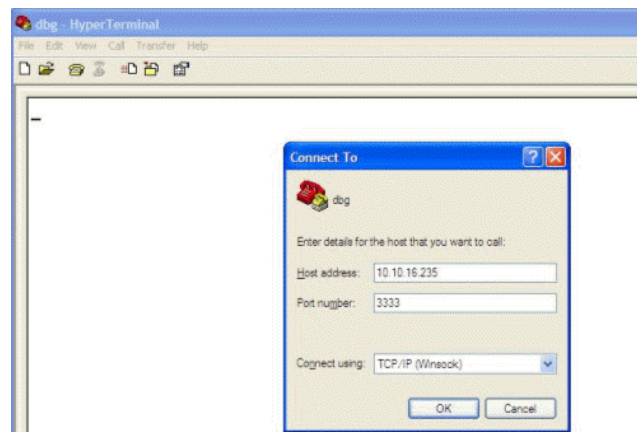 dbg - HyperTerminal
File Edit View Call Transfer Help
Connect To
dbg
Enter details for the host that you want to call:
Host address: 10.10.16.235
Port number: 3333
Connect using: TCP/IP (Winsock)
OK Cancel